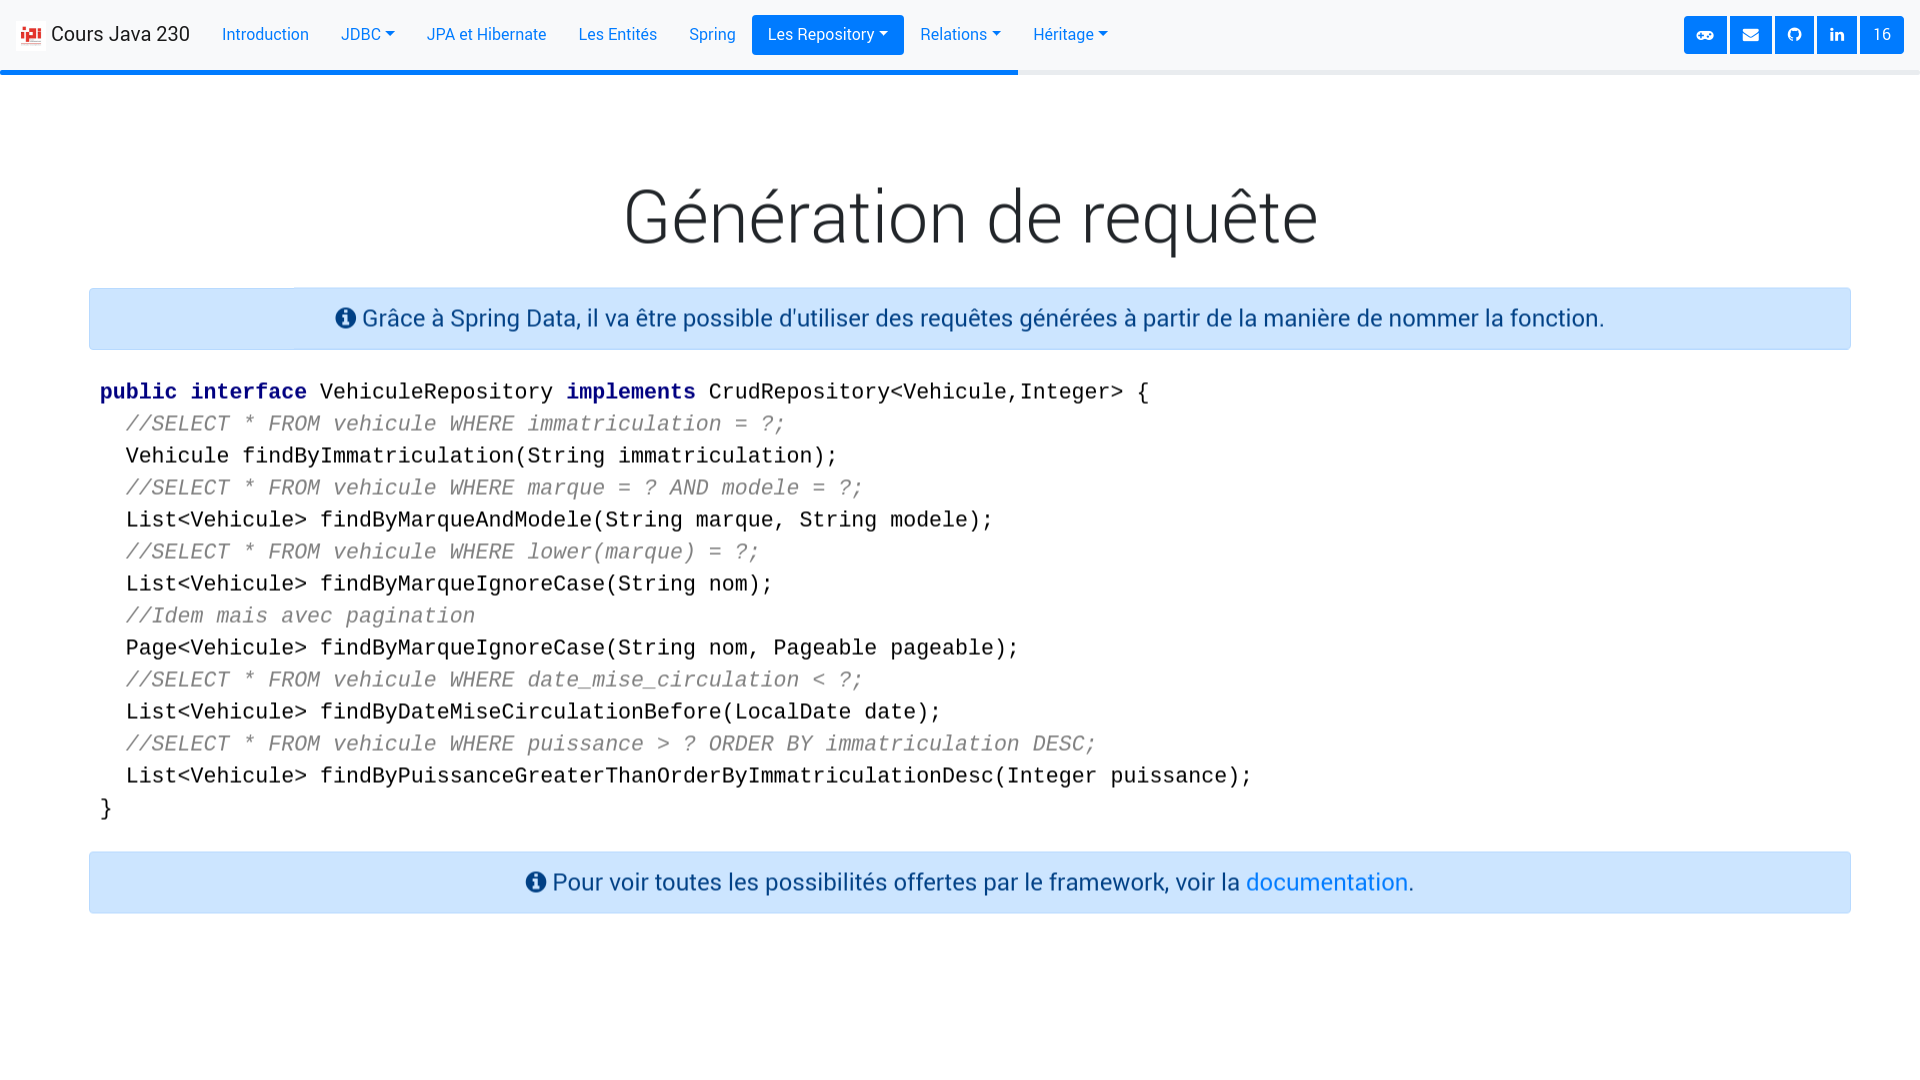 Cours Java 230
Introduction
JDBC
JPA et Hibernate
Les Entités
Spring
Les Repository
Relations
Héritage
16
Génération de requête
Grâce à Spring Data, il va être possible d'utiliser des requêtes générées à partir de la manière de nommer la fonction.
public interface VehiculeRepository implements CrudRepository<Vehicule,Integer> {
//SELECT * FROM vehicule WHERE immatriculation = ?;
Vehicule findByImmatriculation(String immatriculation);
//SELECT * FROM vehicule WHERE marque = ? AND modele = ?;
List<Vehicule> findByMarqueAndModele(String marque, String modele);
//SELECT * FROM vehicule WHERE lower(marque) = ?;
List<Vehicule> findByMarqueIgnoreCase(String nom);
//Idem mais avec pagination
Page<Vehicule> findByMarqueIgnoreCase(String nom, Pageable pageable);
//SELECT * FROM vehicule WHERE date_mise_circulation < ?;
List<Vehicule> findByDateMiseCirculationBefore(LocalDate date);
//SELECT * FROM vehicule WHERE puissance > ? ORDER BY immatriculation DESC;
List<Vehicule> findByPuissanceGreaterThanOrderByImmatriculationDesc(Integer puissance);
}
Pour voir toutes les possibilités offertes par le framework, voir la documentation.